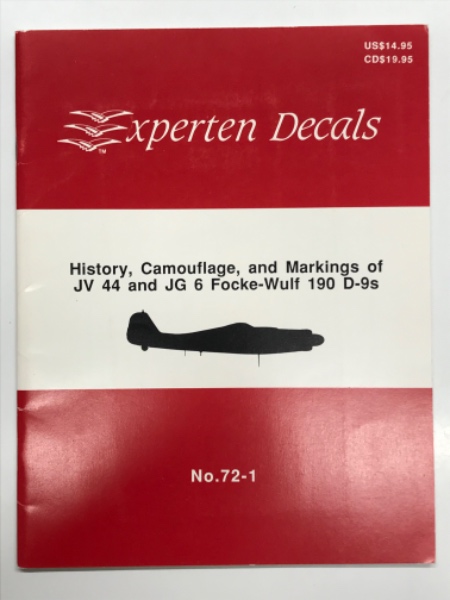 US$14.95
CD$19.95
Experten Decals
TM
History, Camouflage, and Markings of
JV 44 and JG 6 Focke-Wulf 190 D-9s
No.72-1